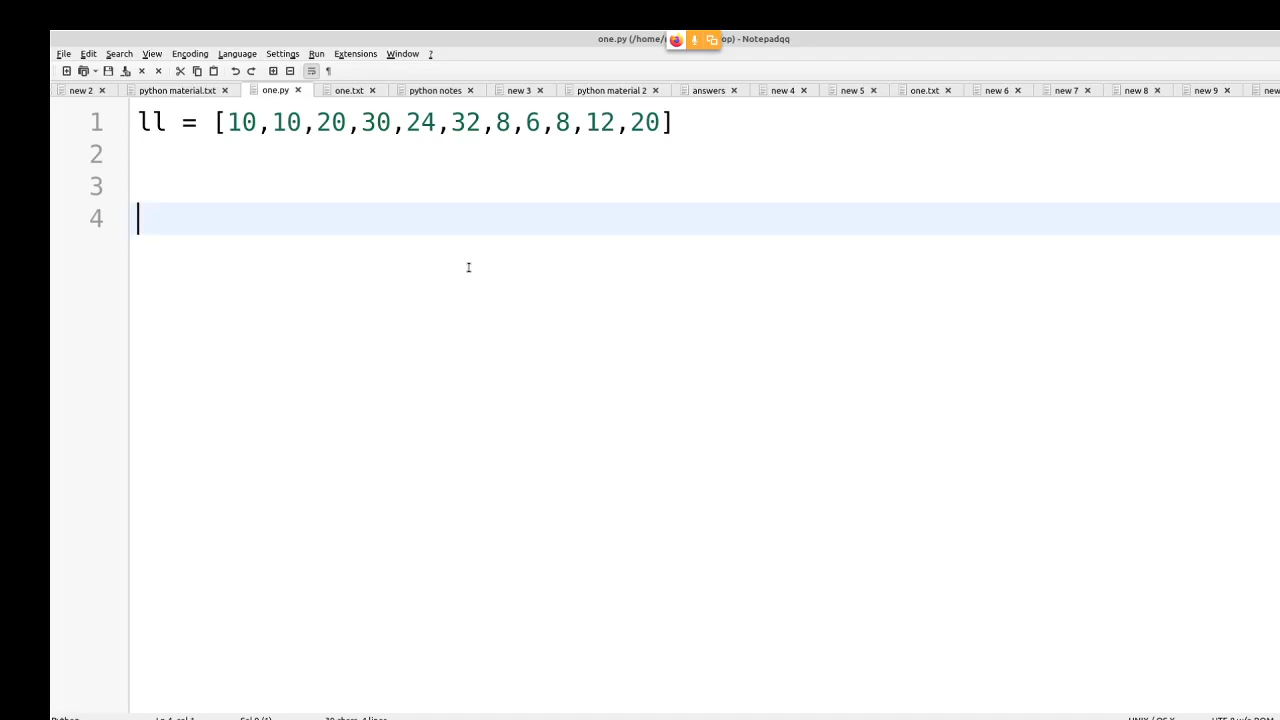 one.py (/home/ op) - Notepadqq
File Edit Search View Encoding Language Settings Run Extensions Window ?
new 2 python material.txt one.py one.txt python notes new 3 python material 2 answers new 4 new 5 one.txt new 6 new 7 new 8 new 9 new
1 ll = [10,10,20,30,24,32,8,6,8,12,20]
2
3
4